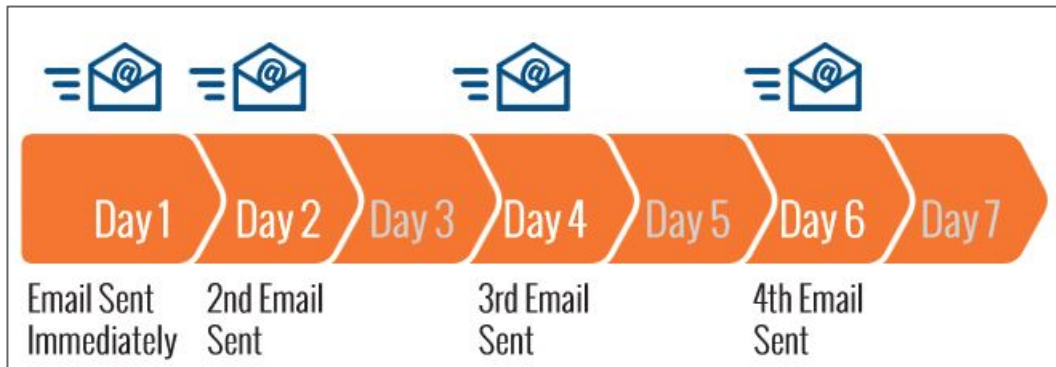 Day 1 Day 2 Day 3 Day 4 Day 5 Day 6 Day 7
Email Sent
Immediately
2nd Email
Sent
3rd Email
Sent
4th Email
Sent